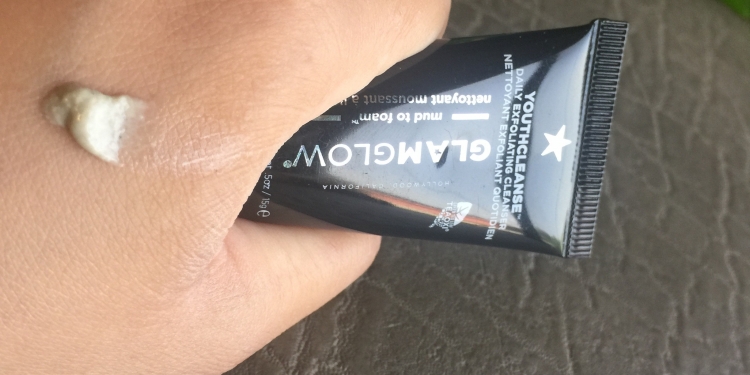 YOUTHCLEANSE™
DAILY EXFOLIATING CLEANSER
NETTOYANT EXFOLIANT QUOTIDIEN
GLAMGLOW®
HOLLYWOOD, CALIFORNIA
mud to foam™
nettoyant moussant à
.5oz / 15g ℮